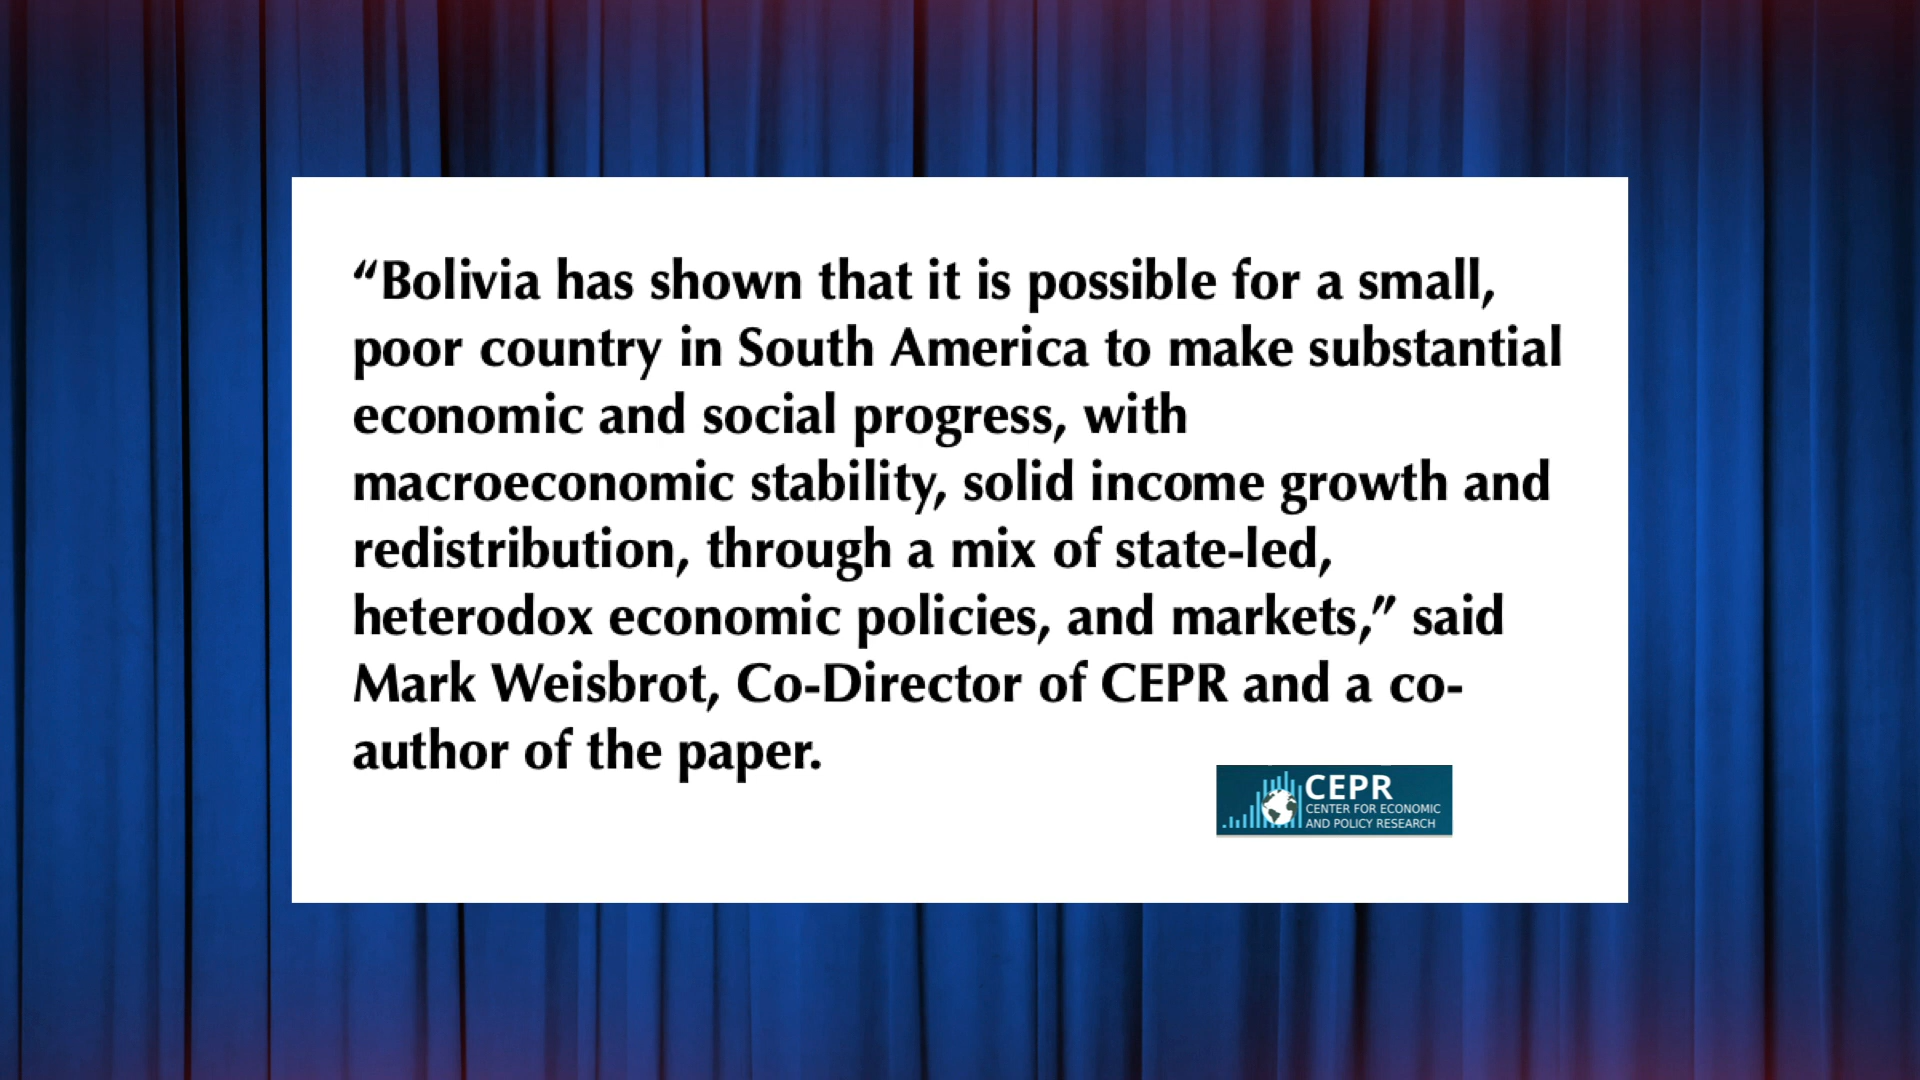 “Bolivia has shown that it is possible for a small,
poor country in South America to make substantial
economic and social progress, with
macroeconomic stability, solid income growth and
redistribution, through a mix of state-led,
heterodox economic policies, and markets,” said
Mark Weisbrot, Co-Director of CEPR and a co-
author of the paper.
CEPR
CENTER FOR ECONOMIC
AND POLICY RESEARCH